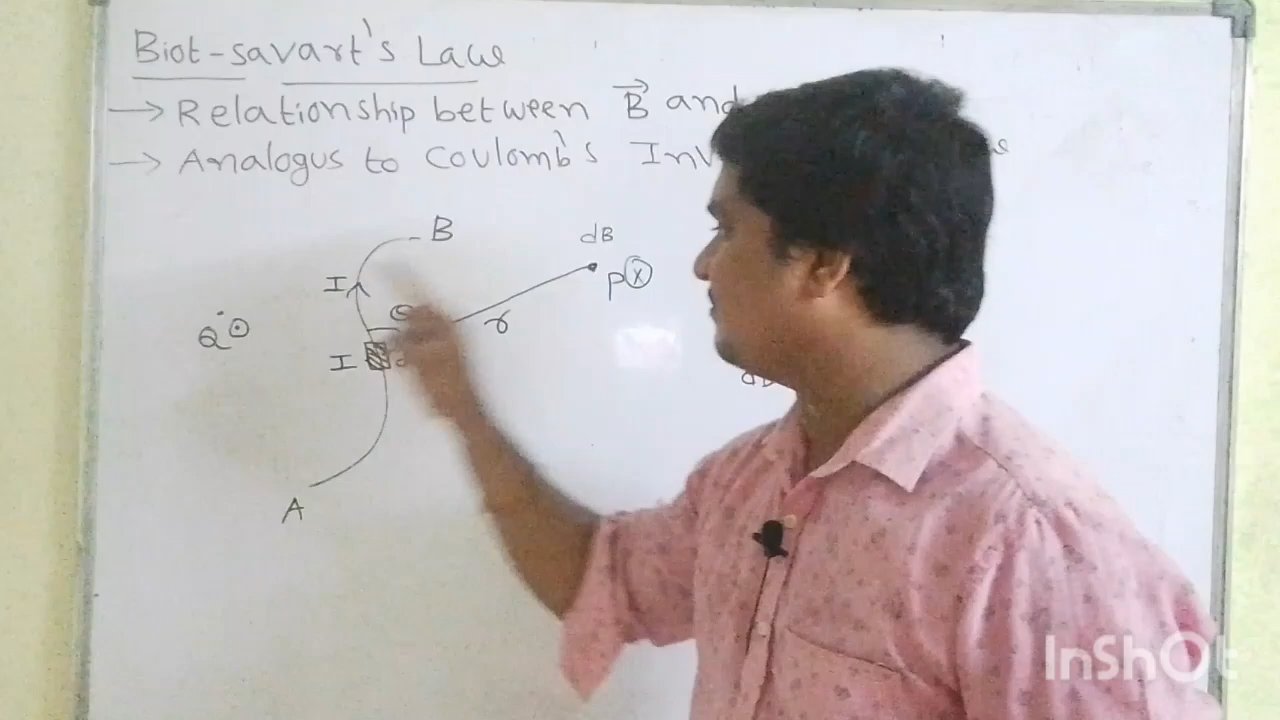 Biot-savart's Law
→ Relationship between B⃗ and
→ Analogus to Coulomb's Inv
B
dB
I
P ⓧ
r
Q ⊙
I
A
InShOt